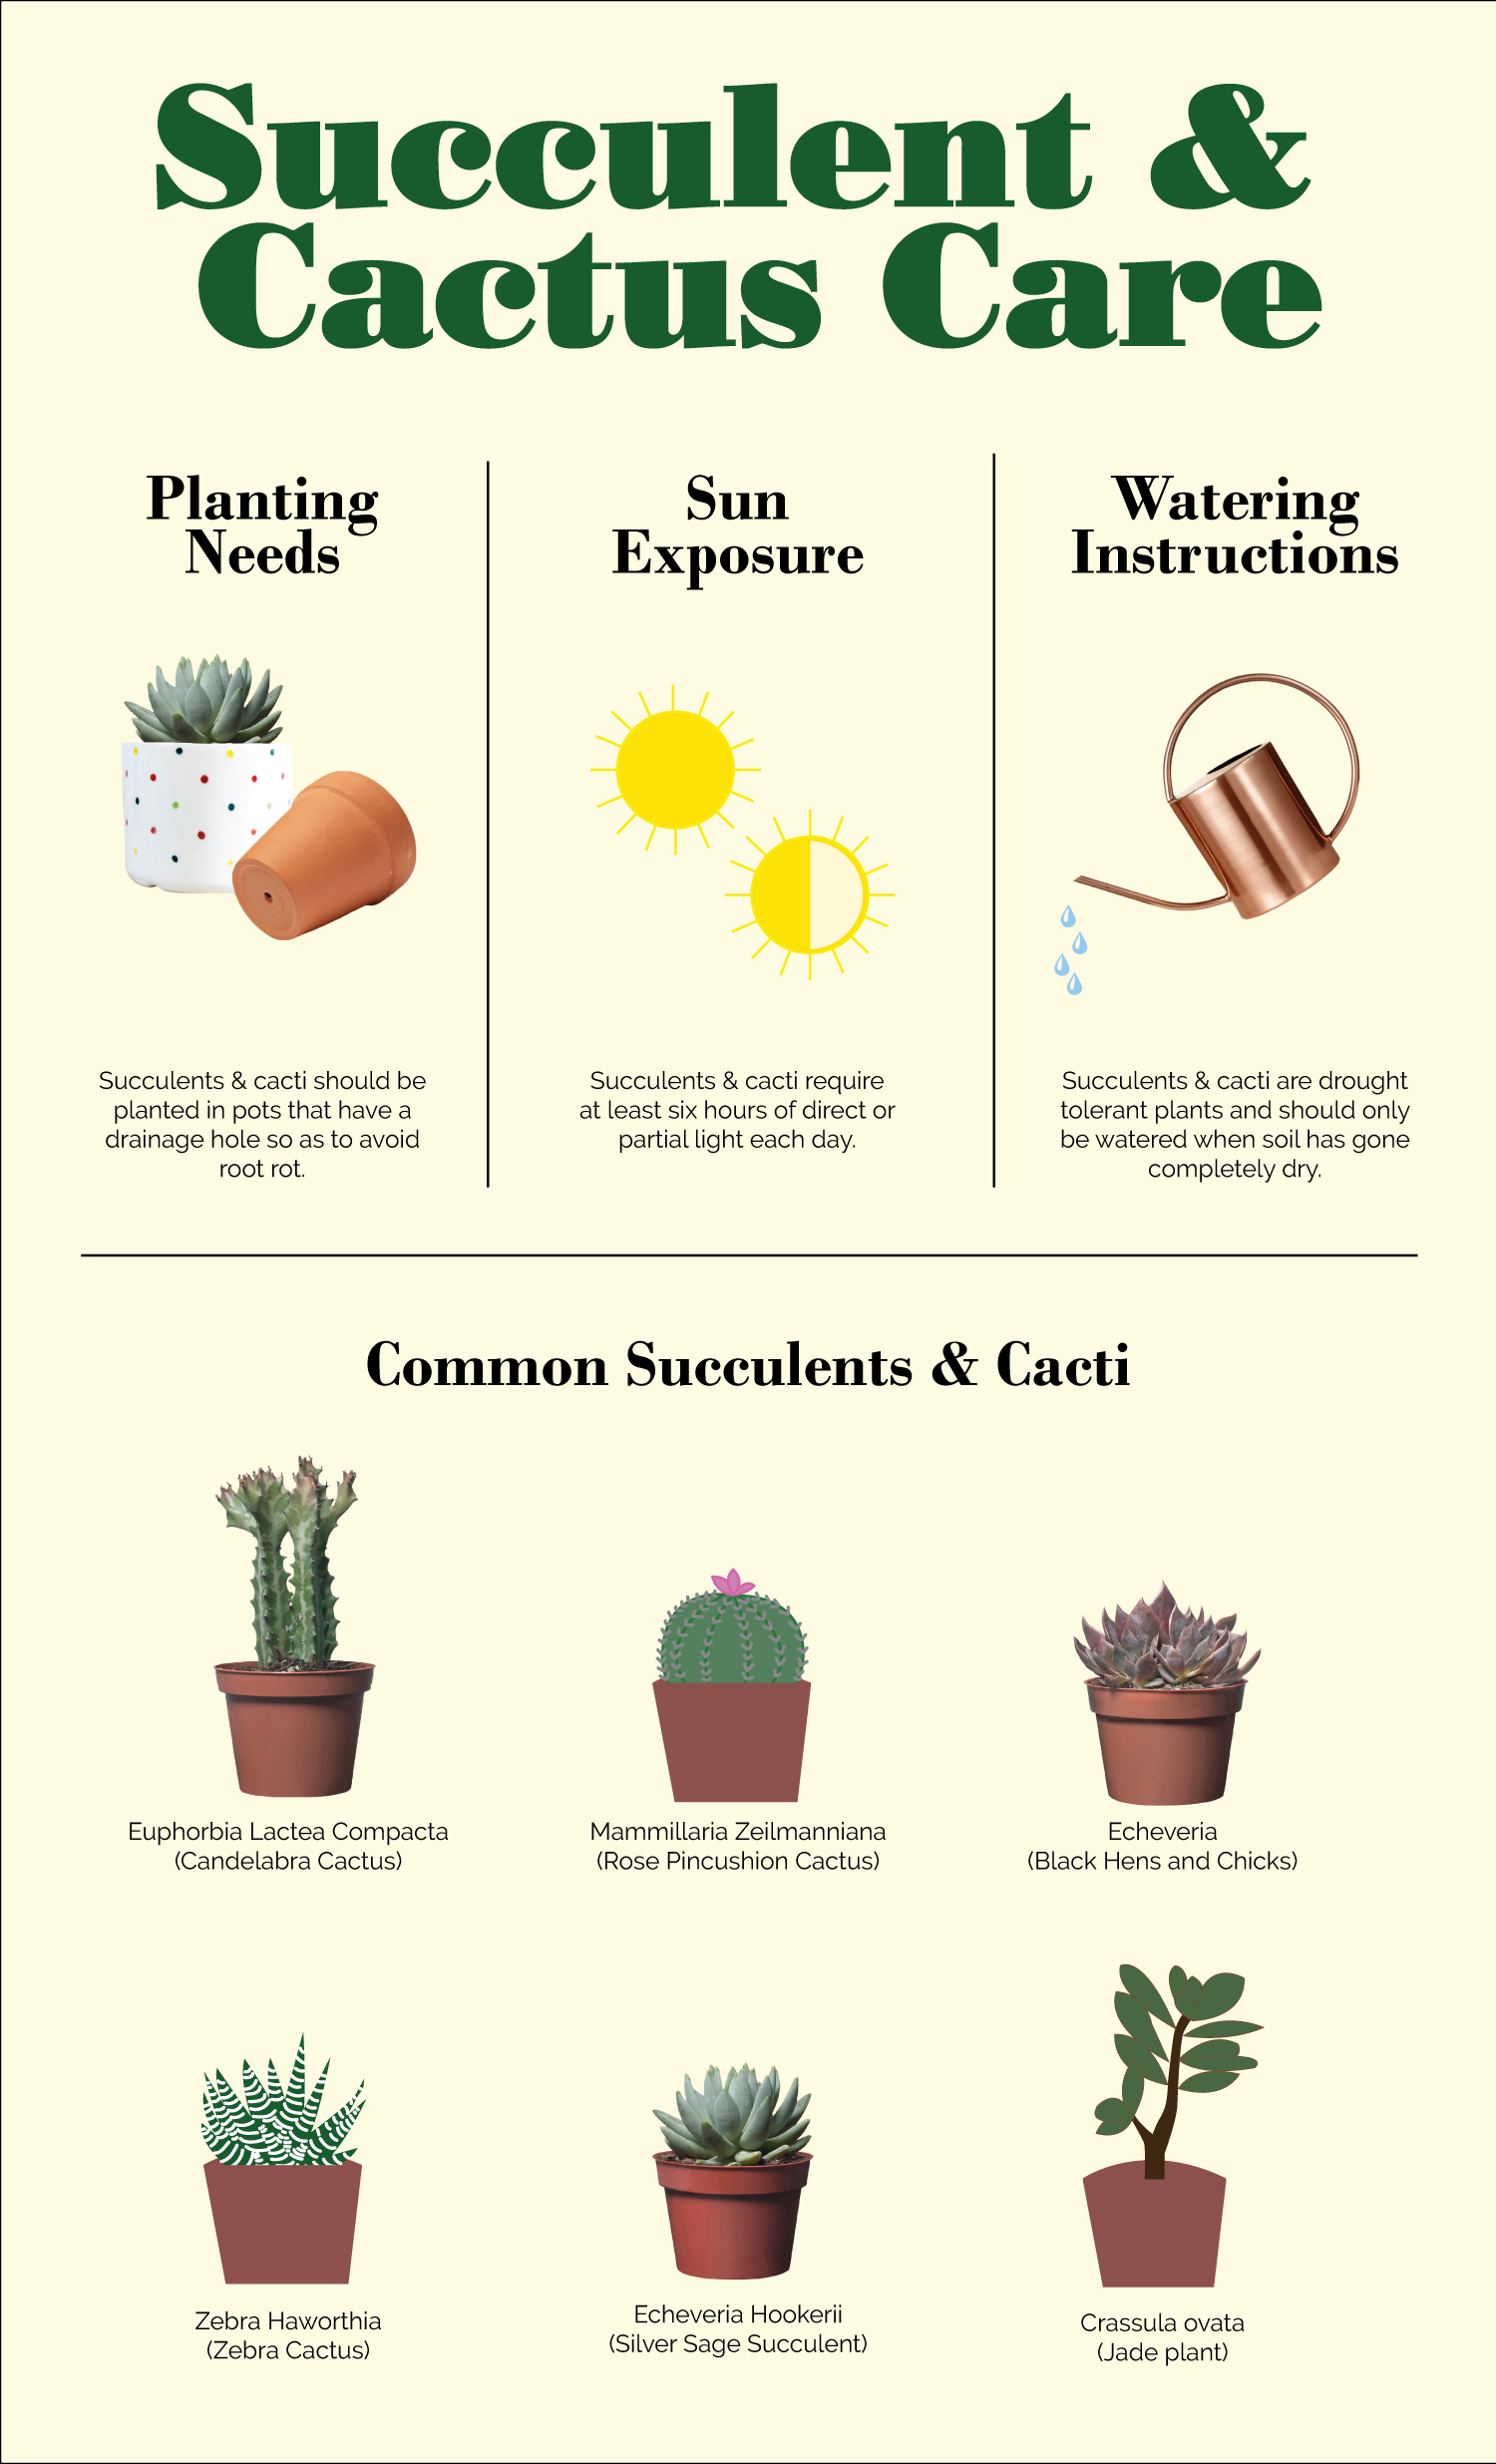 Succulent &
Cactus Care
Planting
Needs
Succulents & cacti should be
planted in pots that have a
drainage hole so as to avoid
root rot.
Sun
Exposure
Succulents & cacti require
at least six hours of direct or
partial light each day.
Watering
Instructions
Succulents & cacti are drought
tolerant plants and should only
be watered when soil has gone
completely dry.
Common Succulents & Cacti
Euphorbia Lactea Compacta
(Candelabra Cactus)
Mammillaria Zeilmanniana
(Rose Pincushion Cactus)
Echeveria
(Black Hens and Chicks)
Zebra Haworthia
(Zebra Cactus)
Echeveria Hookerii
(Silver Sage Succulent)
Crassula ovata
(Jade plant)